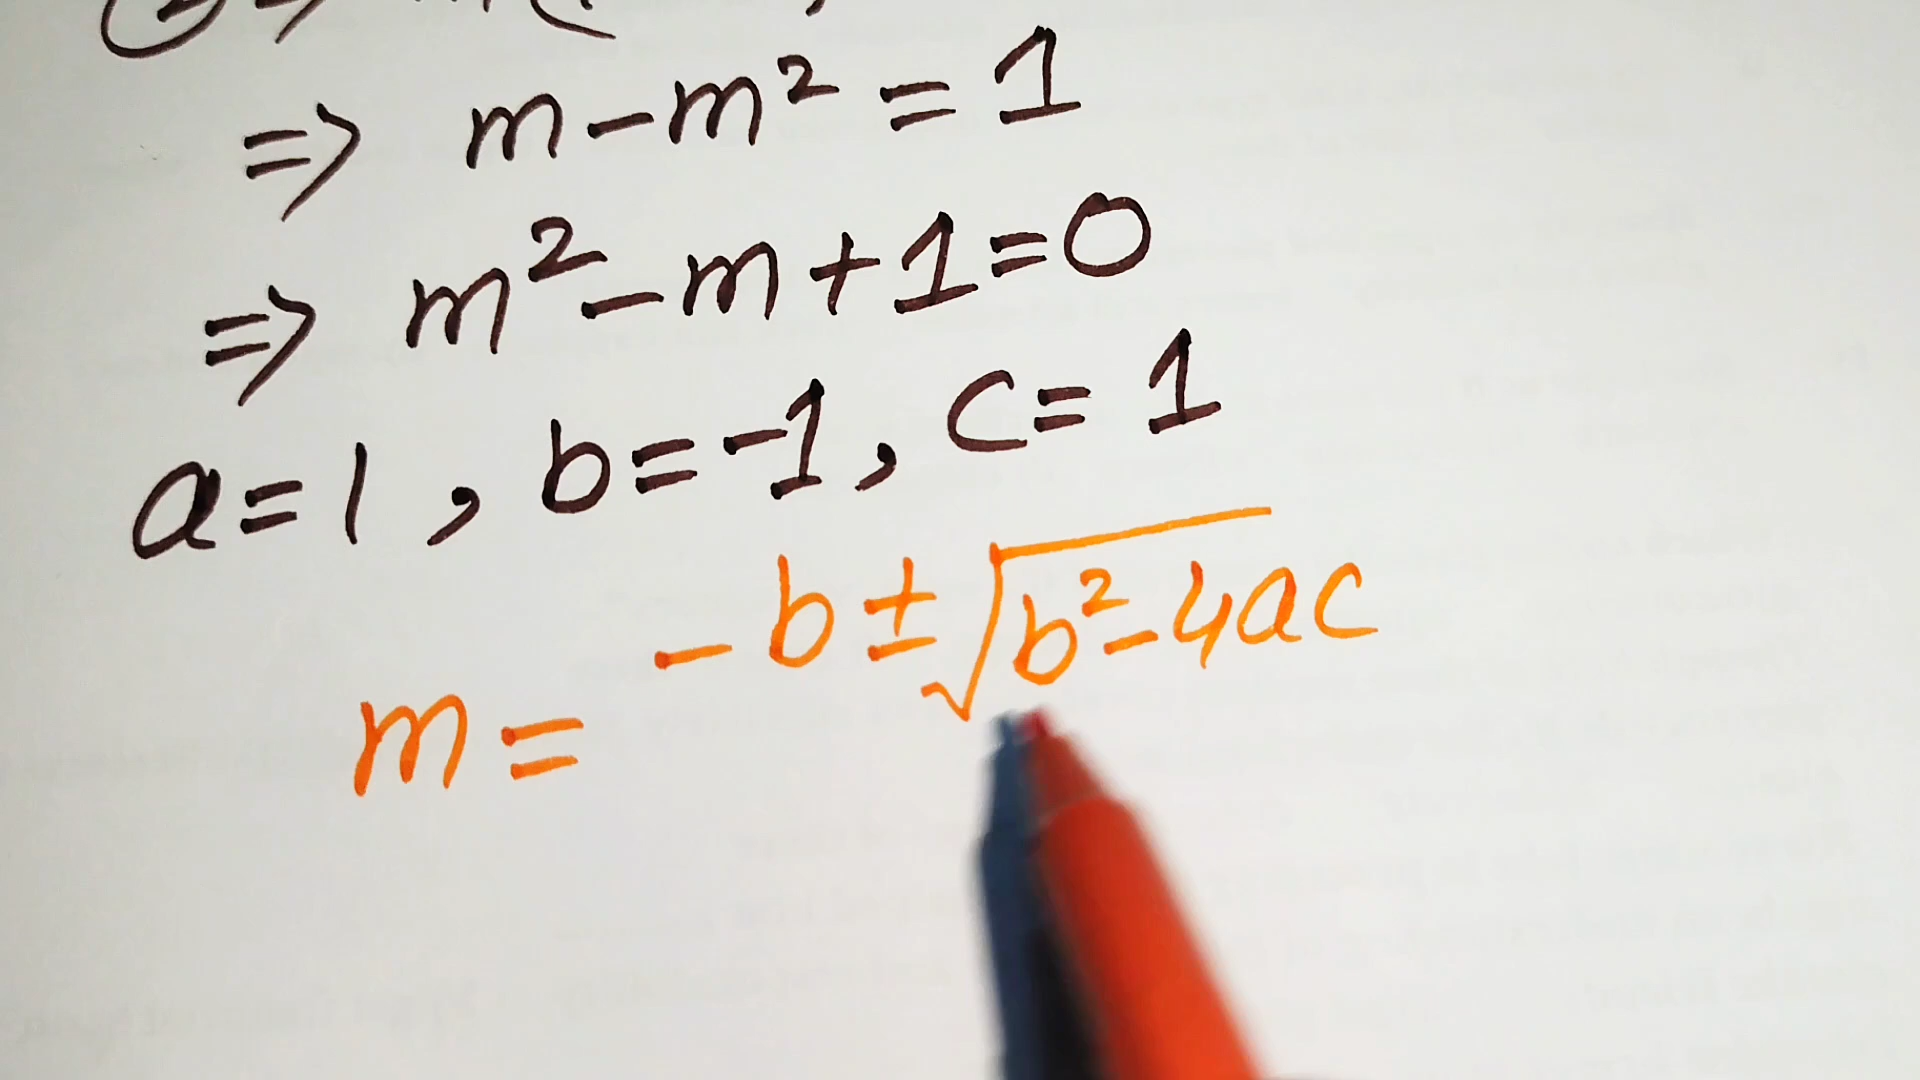 => m - m² = 1
=> m² - m + 1 = 0
a = 1, b = -1, c = 1
m = -b ± √b² - 4ac